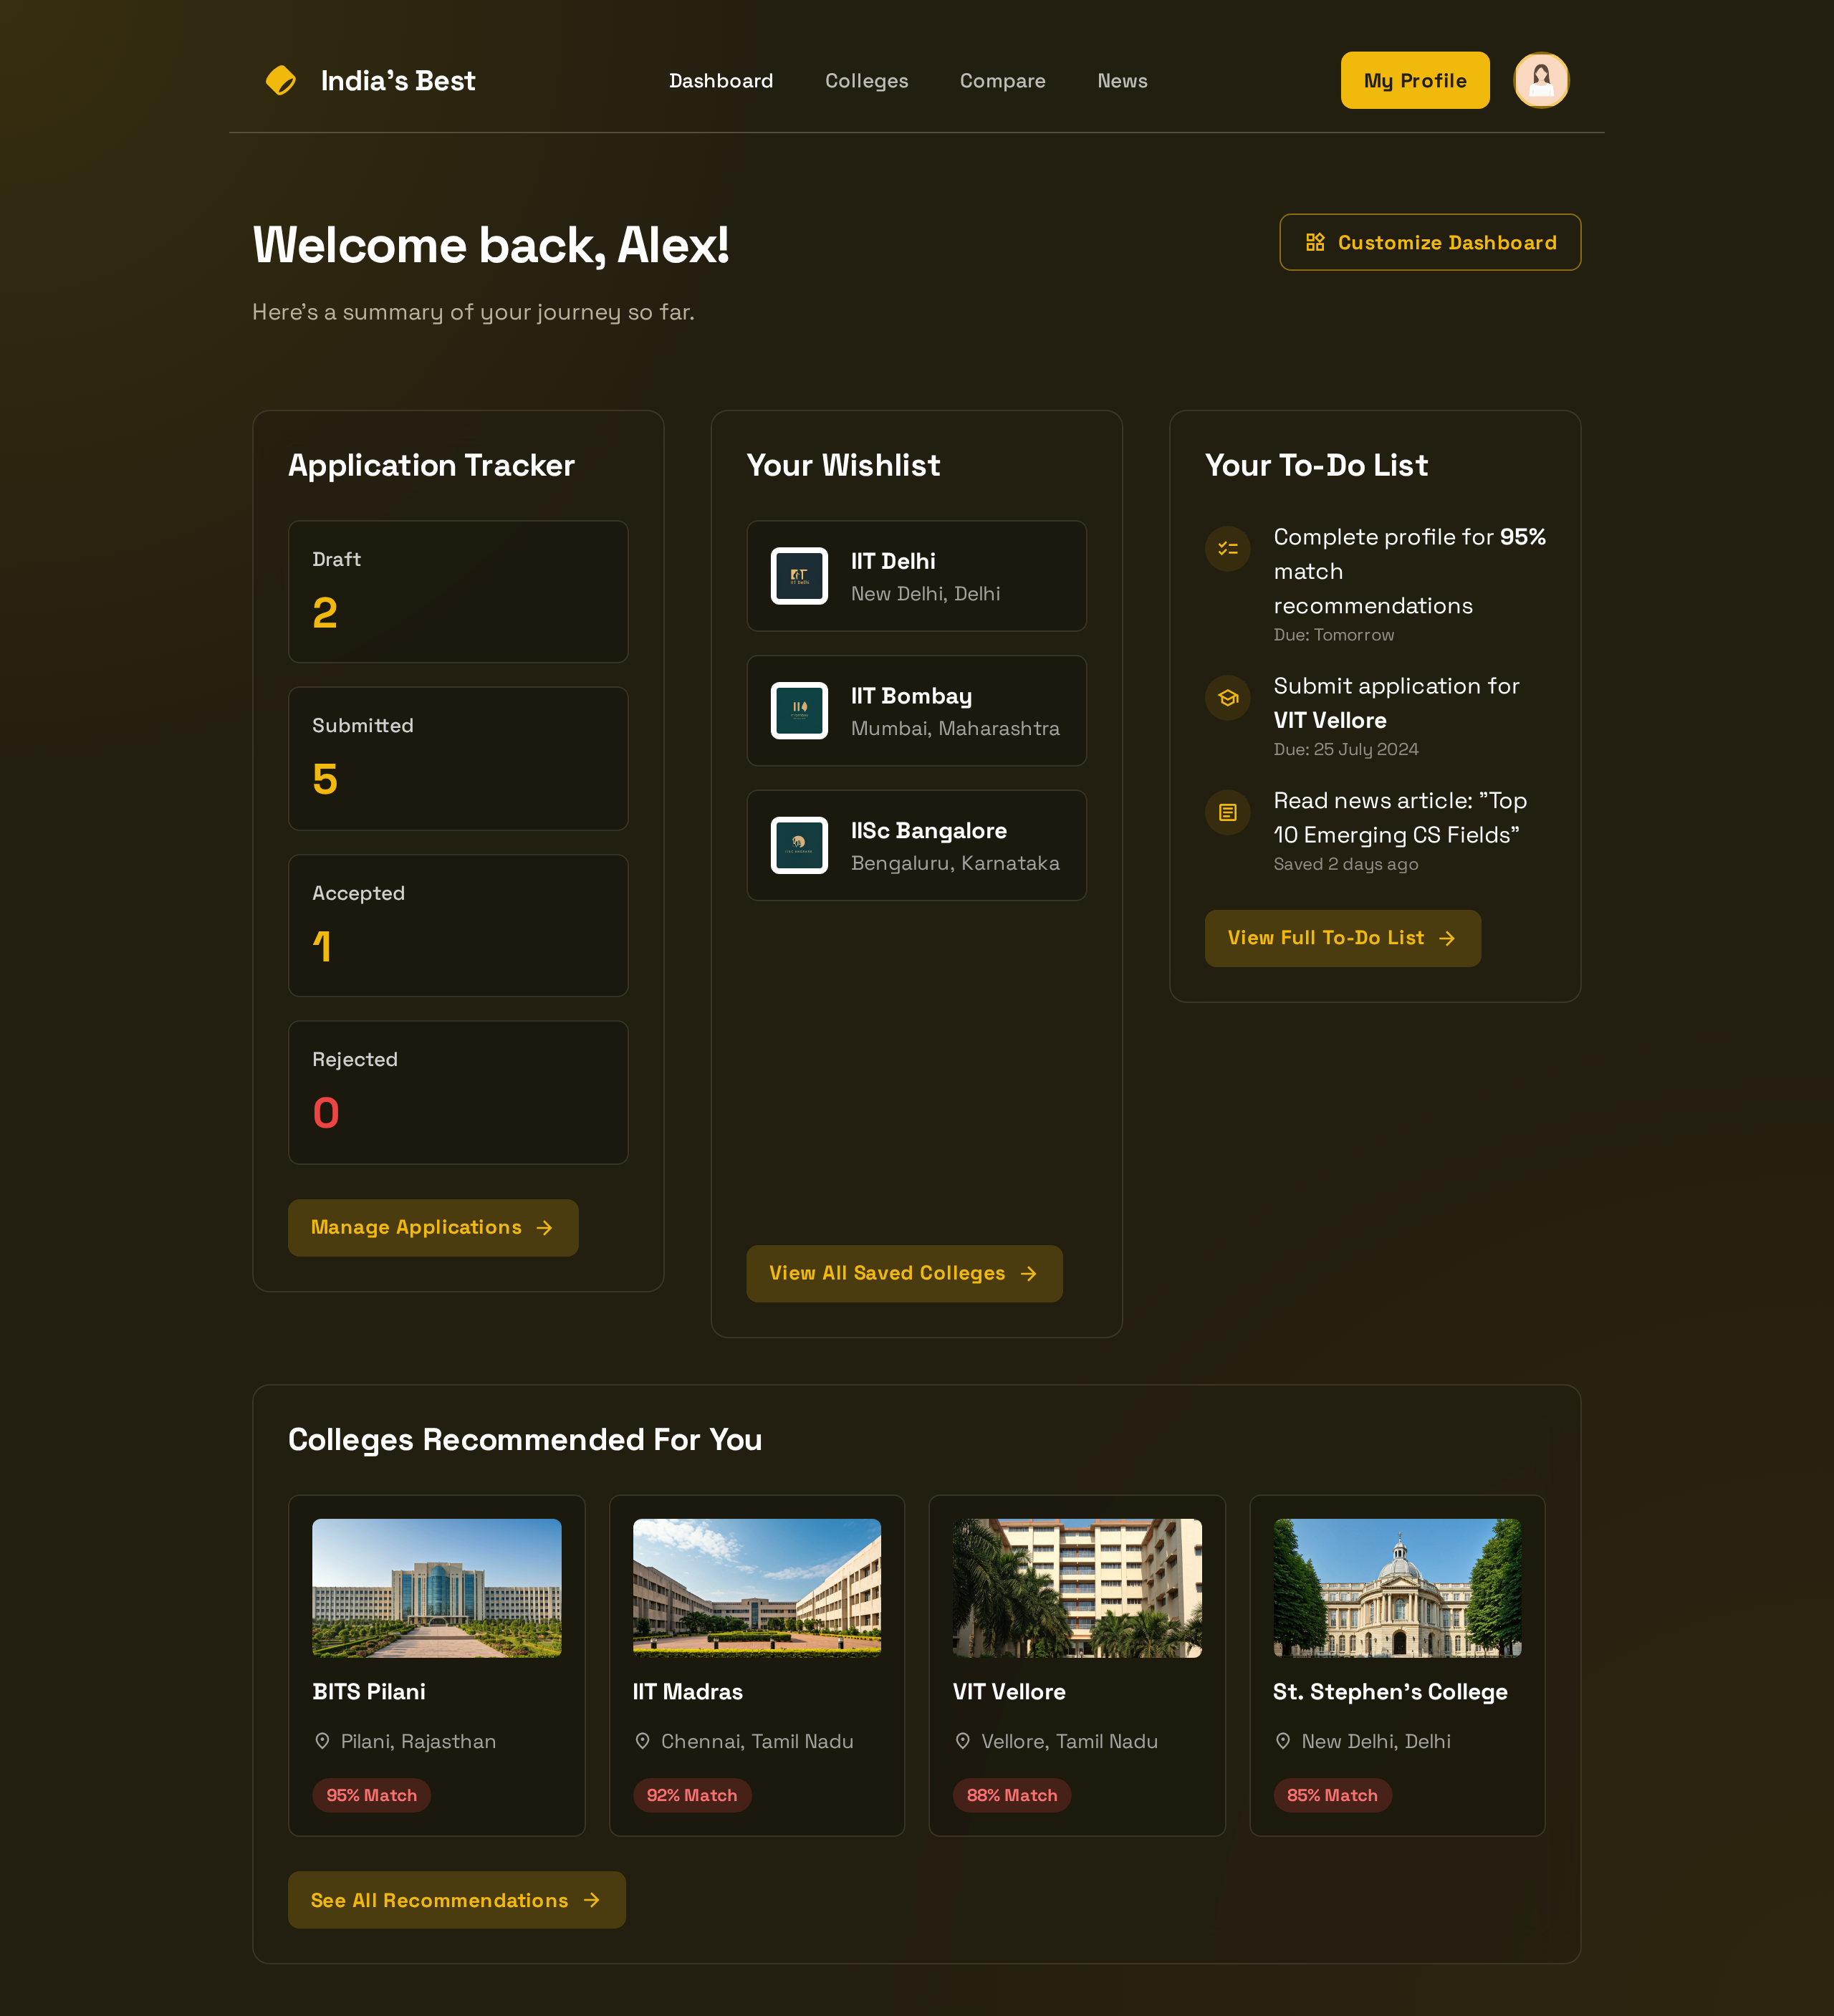 India's Best
Dashboard
Colleges
Compare
News
My Profile
Welcome back, Alex!
Customize Dashboard
Here's a summary of your journey so far.
Application Tracker
Draft
2
Submitted
5
Accepted
1
Rejected
0
Manage Applications
Your Wishlist
IIT Delhi
New Delhi, Delhi
IIT Bombay
Mumbai, Maharashtra
IISc Bangalore
Bengaluru, Karnataka
View All Saved Colleges
Your To-Do List
Complete profile for 95%
match
recommendations
Due: Tomorrow
Submit application for
VIT Vellore
Due: 25 July 2024
Read news article: "Top
10 Emerging CS Fields"
Saved 2 days ago
View Full To-Do List
Colleges Recommended For You
BITS Pilani
Pilani, Rajasthan
95% Match
IIT Madras
Chennai, Tamil Nadu
92% Match
VIT Vellore
Vellore, Tamil Nadu
88% Match
St. Stephen's College
New Delhi, Delhi
85% Match
See All Recommendations